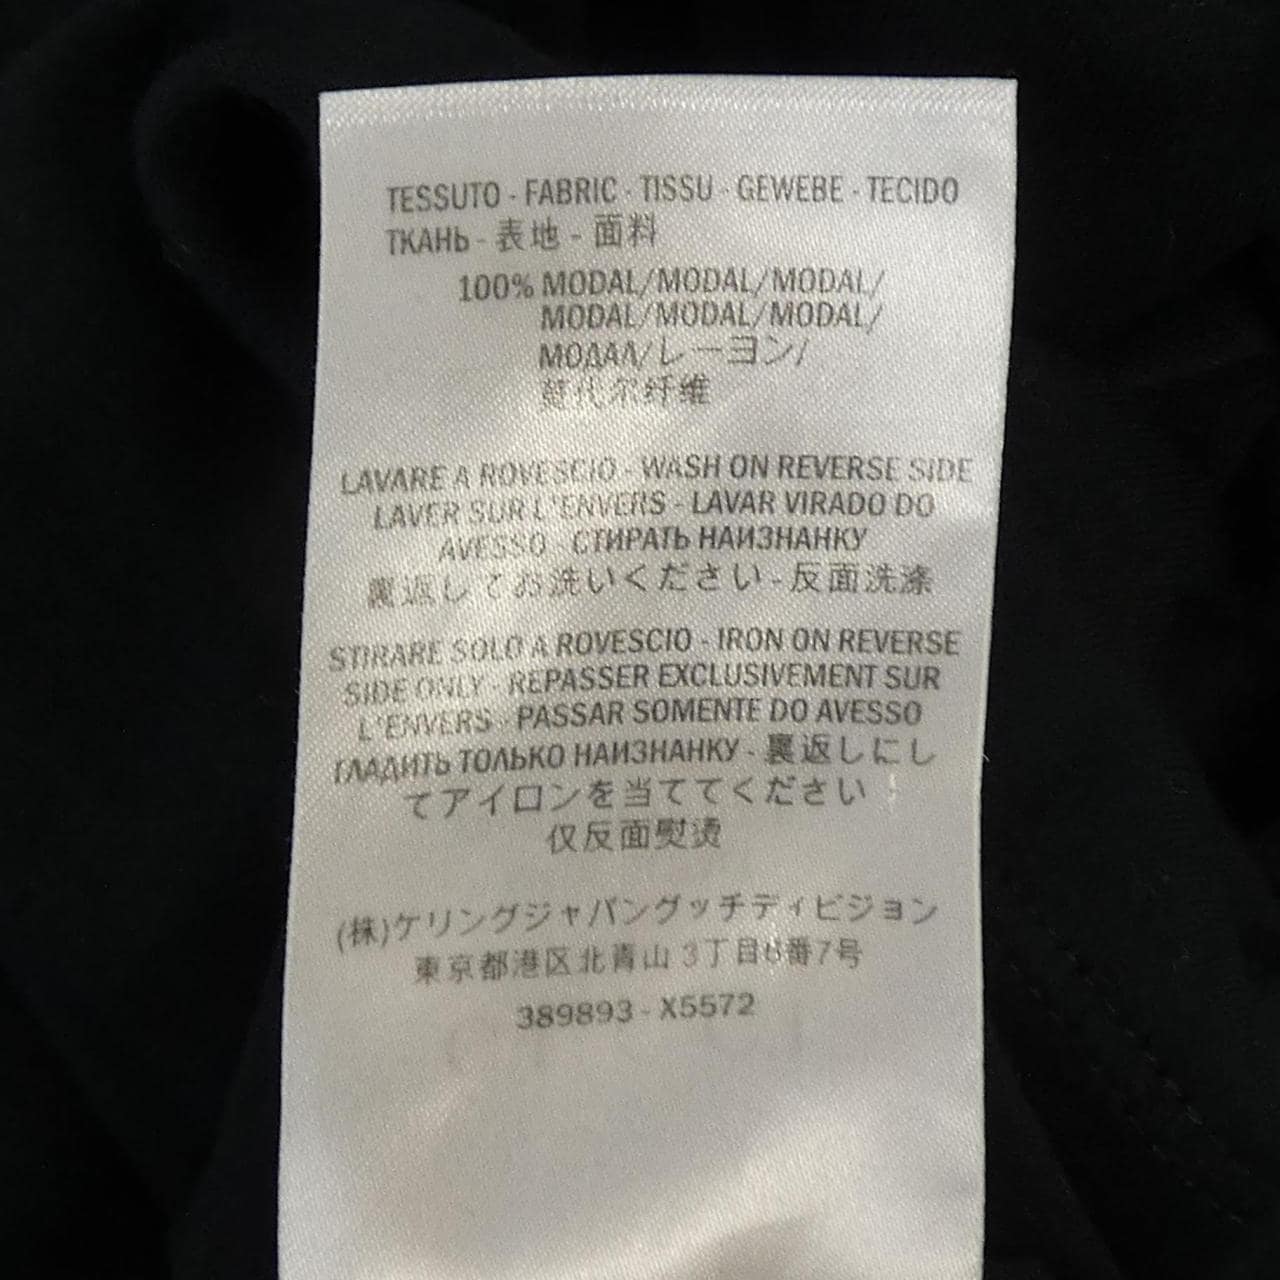 TESSUTO - FABRIC - TISSU - GEWEBE - TECIDO
ТКАНЬ - 表地 - 面料
100% MODAL/MODAL/MODAL/
MODAL/MODAL/MODAL/
МОДАЛ/レーヨン/
莫代尔纤维
LAVARE A ROVESCIO - WASH ON REVERSE SIDE
LAVER SUR L'ENVERS - LAVAR VIRADO DO
AVESSO - СТИРАТЬ НАИЗНАНКУ
裏返してお洗いください - 反面洗涤
STIRARE SOLO A ROVESCIO - IRON ON REVERSE
SIDE ONLY - REPASSER EXCLUSIVEMENT SUR
L'ENVERS - PASSAR SOMENTE DO AVESSO
ГЛАДИТЬ ТОЛЬКО НАИЗНАНКУ - 裏返しにし
てアイロンを当ててください
仅反面熨烫
(株)ケリングジャパングッチディビジョン
東京都港区北青山 3丁目6番7号
389893 - X5572